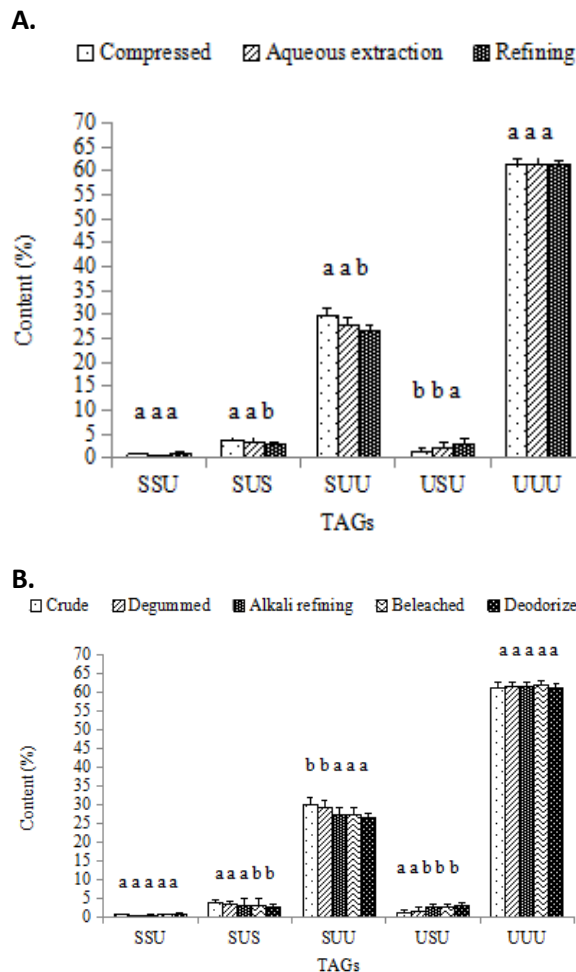 A.
Compressed Aqueous extraction Refining
70
65
60
55
50
45
40
35
30
25
20
15
10
5
0
Content (%)
a a a
a a b
a a b
b b a
a a a
SSU SUS SUU USU UUU
TAGs
B.
Crude Degummed Alkali refining Beleached Deodorize
70
65
60
55
50
45
40
35
30
25
20
15
10
5
0
Content (%)
a a a a a
a a a b b
b b a a a
a a b b b
a a a a a
SSU SUS SUU USU UUU
TAGs